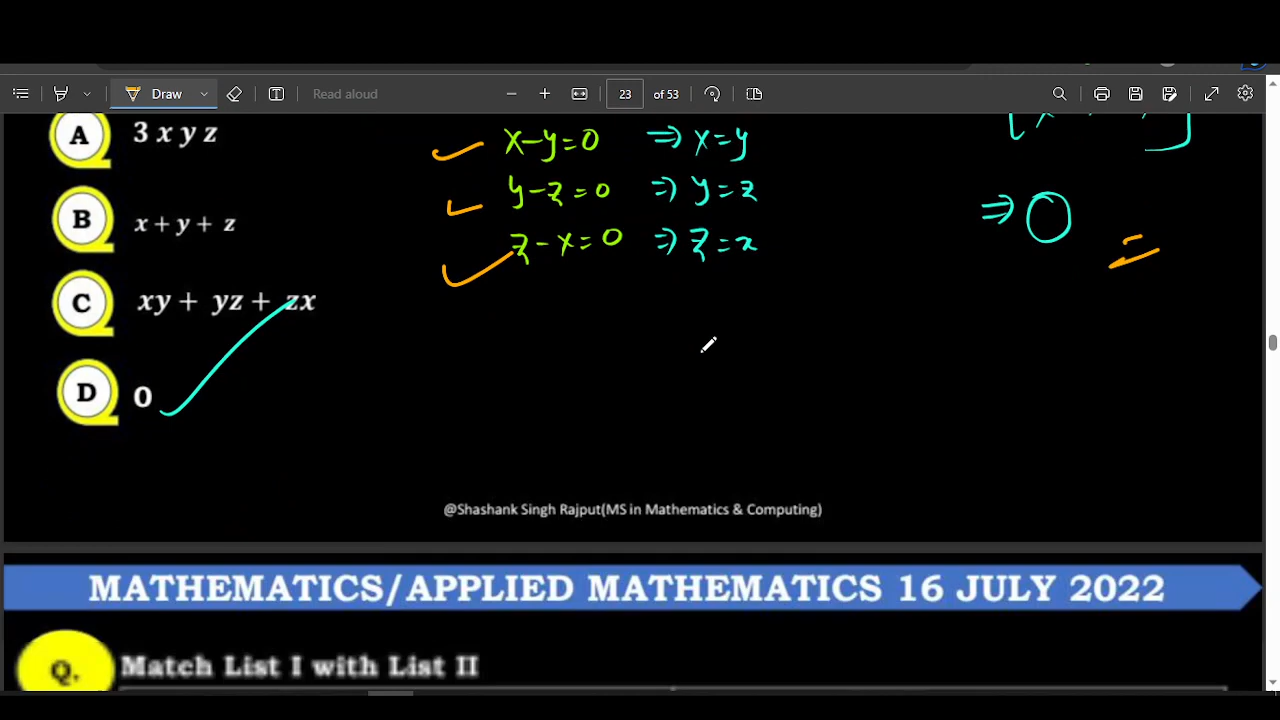 Draw
Read aloud
23 of 53
A 3 x y z
x-y=0 ⇒ x=y
B x + y + z
y-z=0 ⇒ y=z
z-x=0 ⇒ z=x
⇒ 0
C xy + yz + zx
D 0
@Shashank Singh Rajput(MS in Mathematics & Computing)
MATHEMATICS/APPLIED MATHEMATICS 16 JULY 2022
Q. Match List I with List II